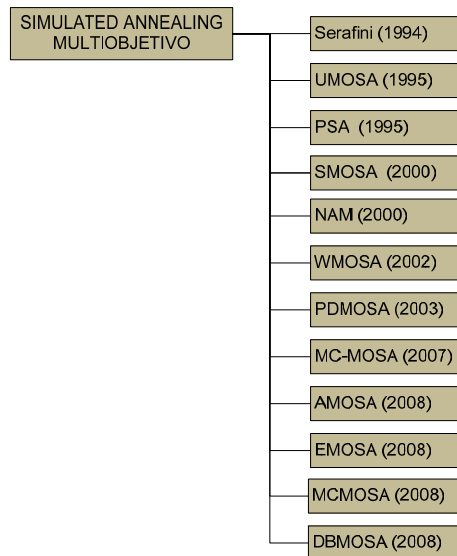 SIMULATED ANNEALING
MULTIOBJETIVO
Serafini (1994)
UMOSA (1995)
PSA (1995)
SMOSA (2000)
NAM (2000)
WMOSA (2002)
PDMOSA (2003)
MC-MOSA (2007)
AMOSA (2008)
EMOSA (2008)
MCMOSA (2008)
DBMOSA (2008)